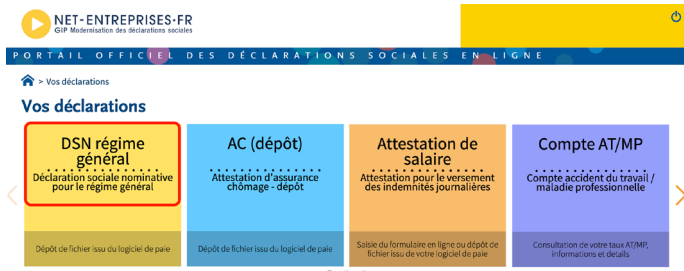 NET-ENTREPRISES•FR
GIP Modernisation des déclarations sociales
PORTAIL OFFICIEL DES DÉCLARATIONS SOCIALES EN LIGNE
> Vos déclarations
Vos déclarations
DSN régime
général
Déclaration sociale nominative
pour le régime général
Dépôt de fichier issu du logiciel de paie
AC (dépôt)
Attestation d'assurance
chômage - dépôt
Dépôt de fichier issu du logiciel de paie
Attestation de
salaire
Attestation pour le versement
des indemnités journalières
Saisie du formulaire en ligne ou dépôt de
fichier issu de votre logiciel de paie
Compte AT/MP
Compte accident du travail /
maladie professionnelle
Consultation de votre taux AT/MP,
informations et details